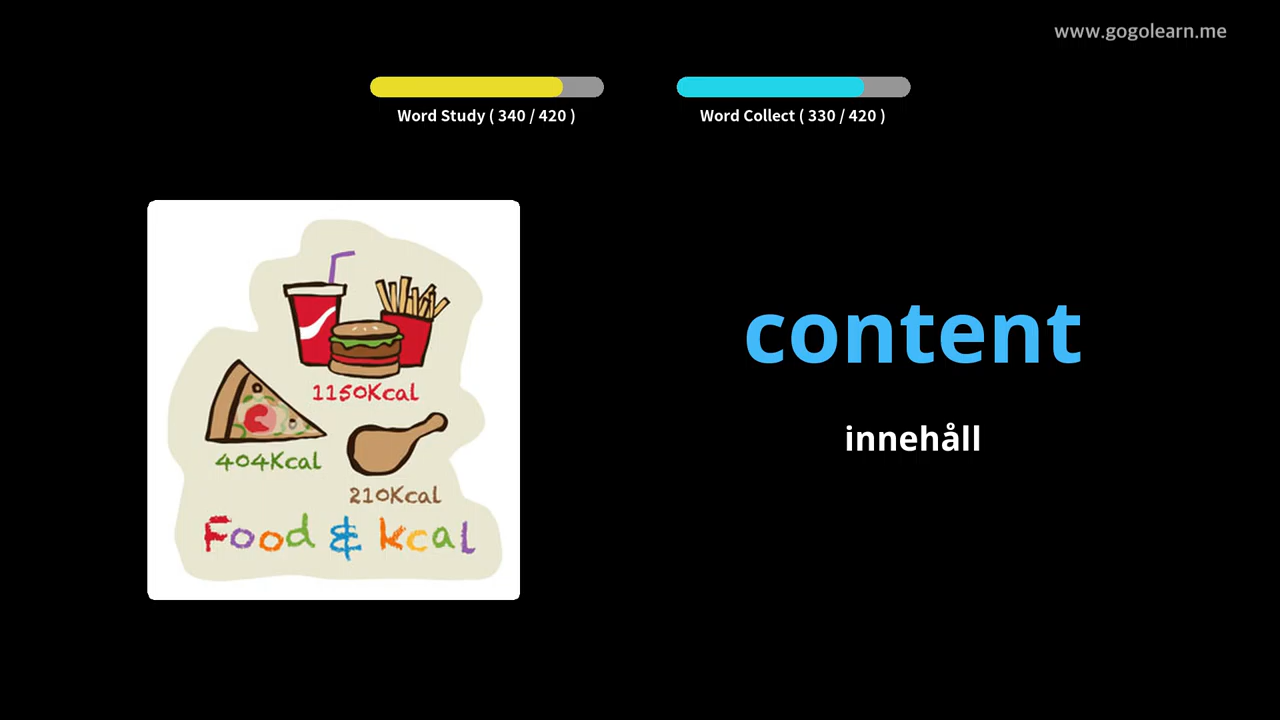 www.gogolearn.me
Word Study ( 340 / 420 )
Word Collect ( 330 / 420 )
1150Kcal
404Kcal
210Kcal
Food & kcal
content
innehåll